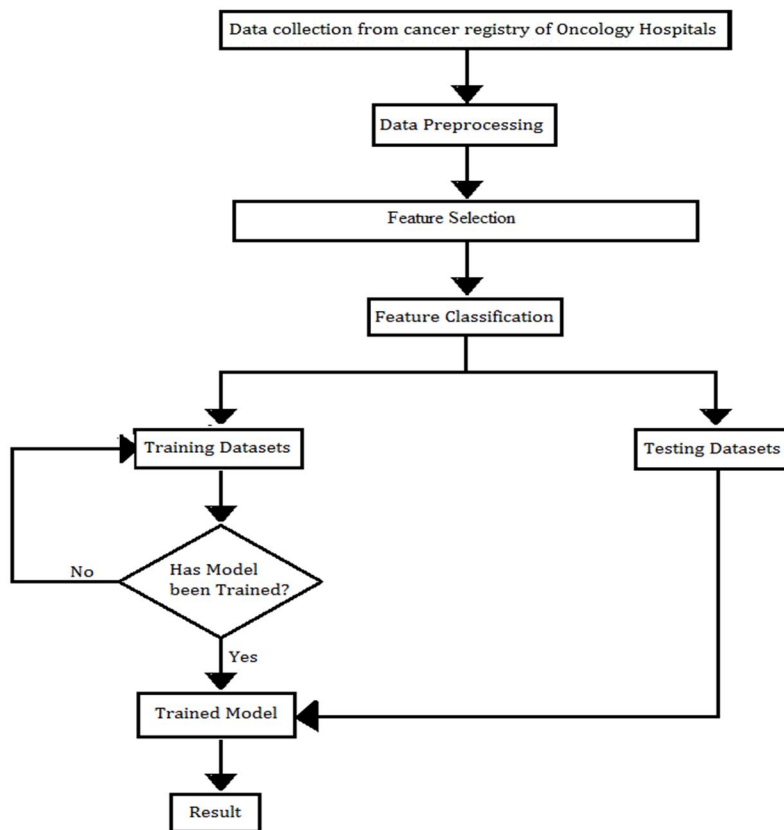 Data collection from cancer registry of Oncology Hospitals
Data Preprocessing
Feature Selection
Feature Classification
Training Datasets
Testing Datasets
Has Model
been Trained?
No
Yes
Trained Model
Result